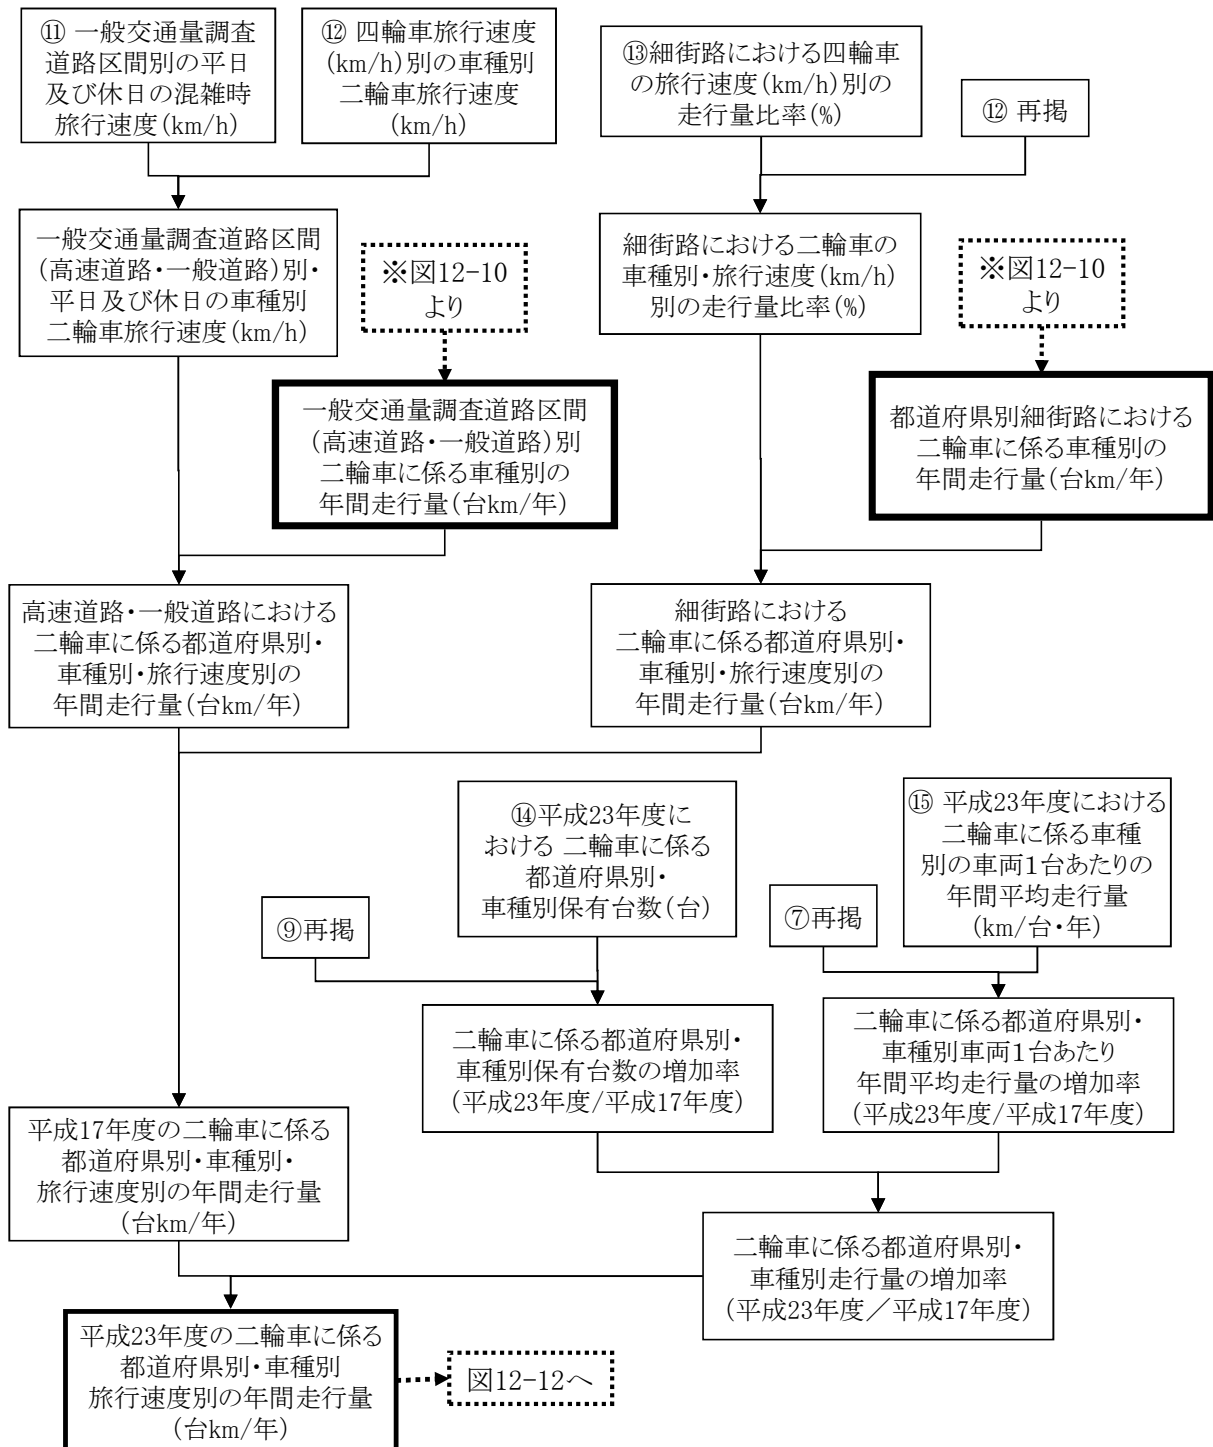 ⑪ 一般交通量調査
道路区間別の平日
及び休日の混雑時
旅行速度(km/h)
⑫ 四輪車旅行速度
(km/h)別の車種別
二輪車旅行速度
(km/h)
⑬細街路における四輪車
の旅行速度(km/h)別の
走行量比率(%)
⑫ 再掲
一般交通量調査道路区間
(高速道路・一般道路)別・
平日及び休日の車種別
二輪車旅行速度(km/h)
※図12-10
より
細街路における二輪車の
車種別・旅行速度(km/h)
別の走行量比率(%)
※図12-10
より
一般交通量調査道路区間
(高速道路・一般道路)別
二輪車に係る車種別の
年間走行量(台km/年)
都道府県別細街路における
二輪車に係る車種別の
年間走行量(台km/年)
高速道路・一般道路における
二輪車に係る都道府県別・
車種別・旅行速度別の
年間走行量(台km/年)
細街路における
二輪車に係る都道府県別・
車種別・旅行速度別の
年間走行量(台km/年)
⑨再掲
⑭平成23年度に
おける 二輪車に係る
都道府県別・
車種別保有台数(台)
⑦再掲
⑮ 平成23年度における
二輪車に係る車種
別の車両1台あたりの
年間平均走行量
(km/台・年)
二輪車に係る都道府県別・
車種別保有台数の増加率
(平成23年度/平成17年度)
二輪車に係る都道府県別・
車種別車両1台あたり
年間平均走行量の増加率
(平成23年度/平成17年度)
平成17年度の二輪車に係る
都道府県別・車種別・
旅行速度別の年間走行量
(台km/年)
二輪車に係る都道府県別・
車種別走行量の増加率
(平成23年度／平成17年度)
平成23年度の二輪車に係る
都道府県別・車種別
旅行速度別の年間走行量
(台km/年)
図12-12へ